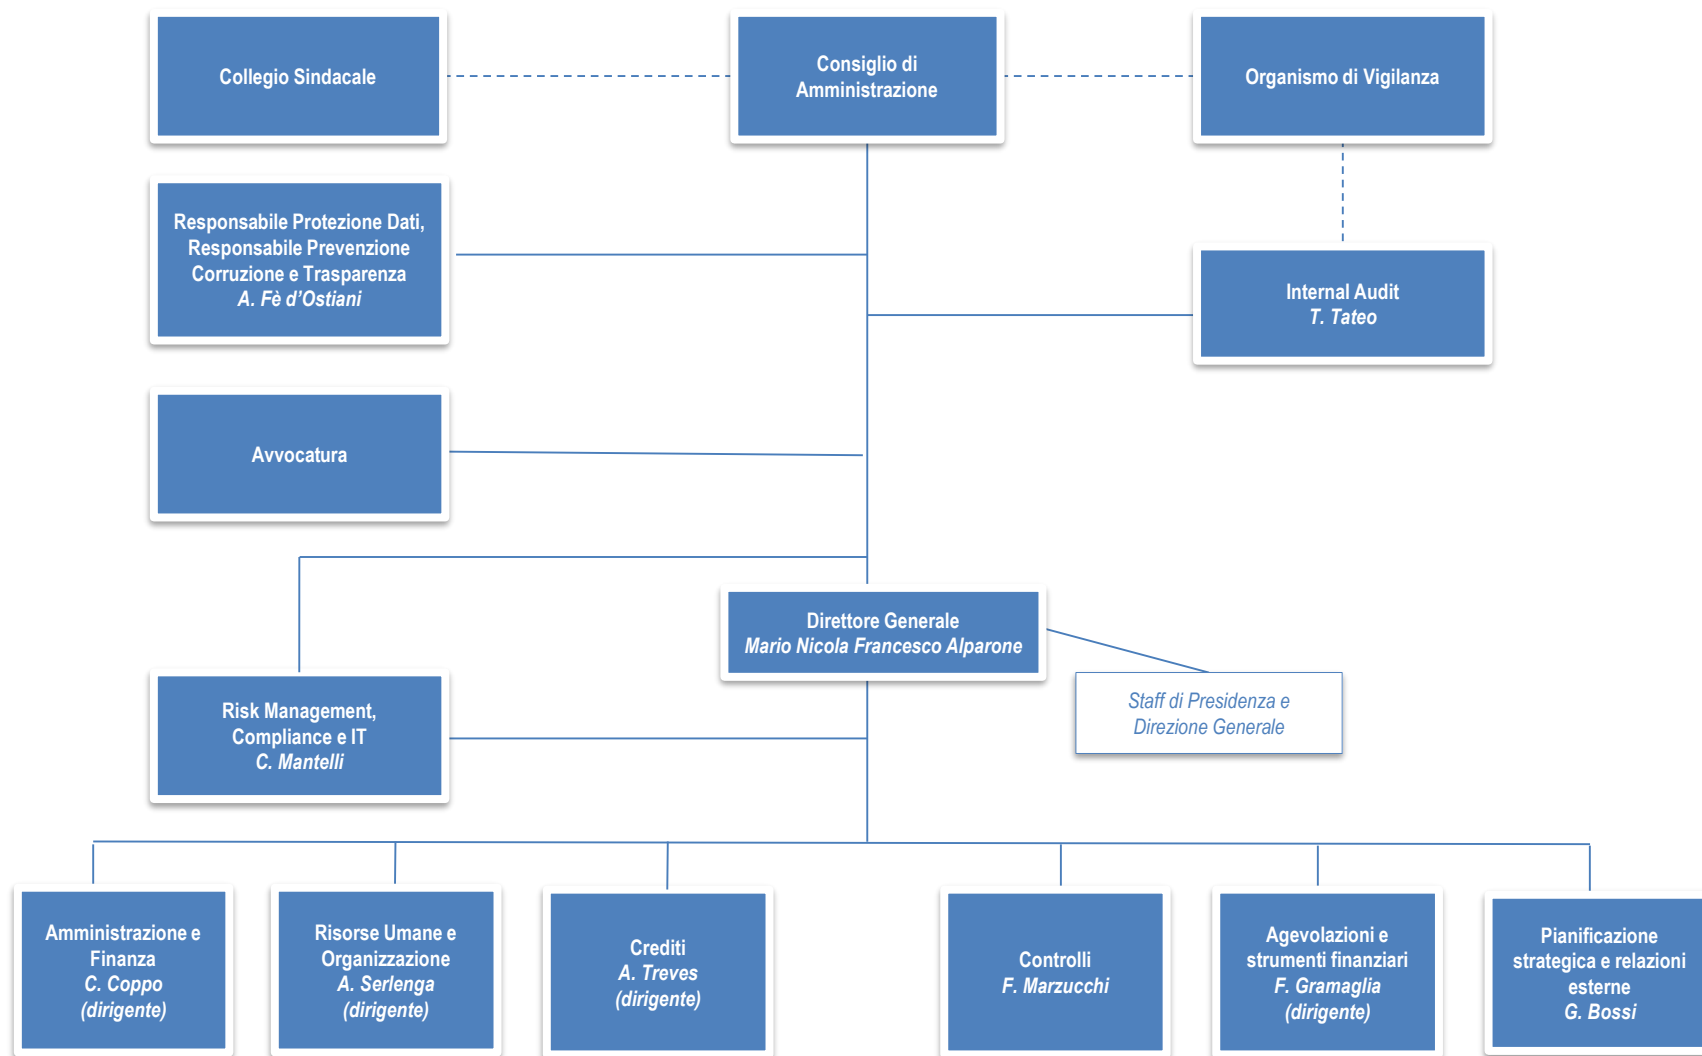 Collegio Sindacale
Consiglio di
Amministrazione
Organismo di Vigilanza
Responsabile Protezione Dati,
Responsabile Prevenzione
Corruzione e Trasparenza
A. Fè d’Ostiani
Internal Audit
T. Tateo
Avvocatura
Direttore Generale
Mario Nicola Francesco Alparone
Staff di Presidenza e
Direzione Generale
Risk Management,
Compliance e IT
C. Mantelli
Amministrazione e
Finanza
C. Coppo
(dirigente)
Risorse Umane e
Organizzazione
A. Serlenga
(dirigente)
Crediti
A. Treves
(dirigente)
Controlli
F. Marzucchi
Agevolazioni e
strumenti finanziari
F. Gramaglia
(dirigente)
Pianificazione
strategica e relazioni
esterne
G. Bossi